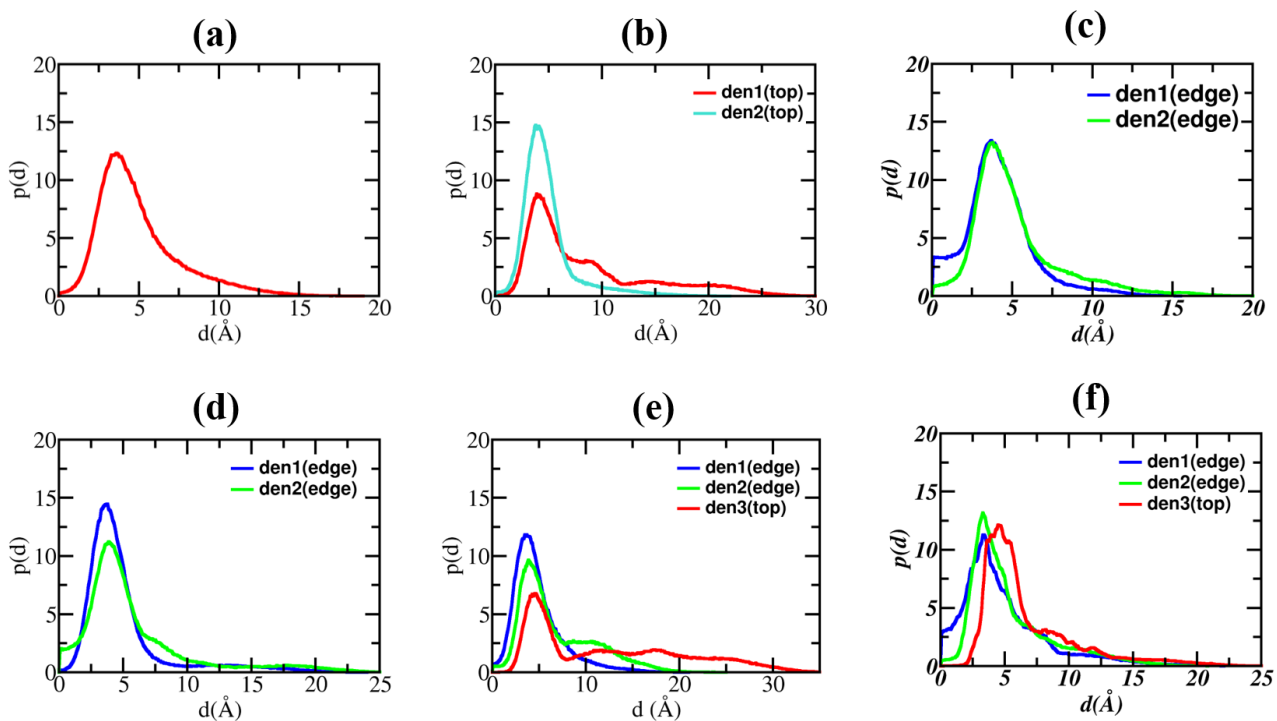 (a)
20
15
10
5
0
p(d)
0 5 10 15 20
d(Å)
(b)
20
15
10
5
0
p(d)
den1(top)
den2(top)
0 10 20 30
d(Å)
(c)
20
15
10
5
0
p(d)
den1(edge)
den2(edge)
0 5 10 15 20
d(Å)
(d)
20
15
10
5
0
p(d)
den1(edge)
den2(edge)
0 5 10 15 20 25
d(Å)
(e)
20
15
10
5
0
p(d)
den1(edge)
den2(edge)
den3(top)
0 10 20 30
d (Å)
(f)
20
15
10
5
0
p(d)
den1(edge)
den2(edge)
den3(top)
0 5 10 15 20 25
d(Å)